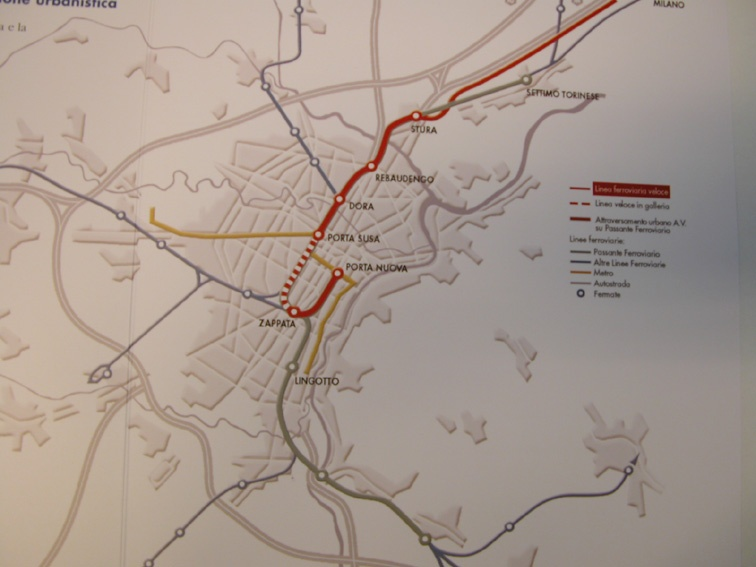 one urbanistica
a e la
MILANO
SETTIMO TORINESE
STURA
REBAUDENGO
DORA
PORTA SUSA
PORTA NUOVA
ZAPPATA
LINGOTTO
Linea ferroviaria veloce
Linea veloce in galleria
Attraversamento urbano A.V.
su Passante Ferroviario
Linee ferroviarie:
Passante Ferroviario
Altre Linee Ferroviarie
Metro
Autostrada
Fermate